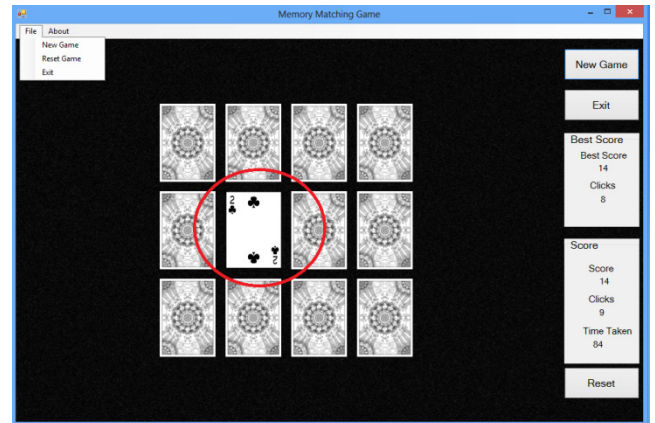 Memory Matching Game
File About
New Game
Reset Game
Exit
New Game
Exit
Best Score
Best Score
14
Clicks
8
2
2
Score
Score
14
Clicks
9
Time Taken
84
Reset